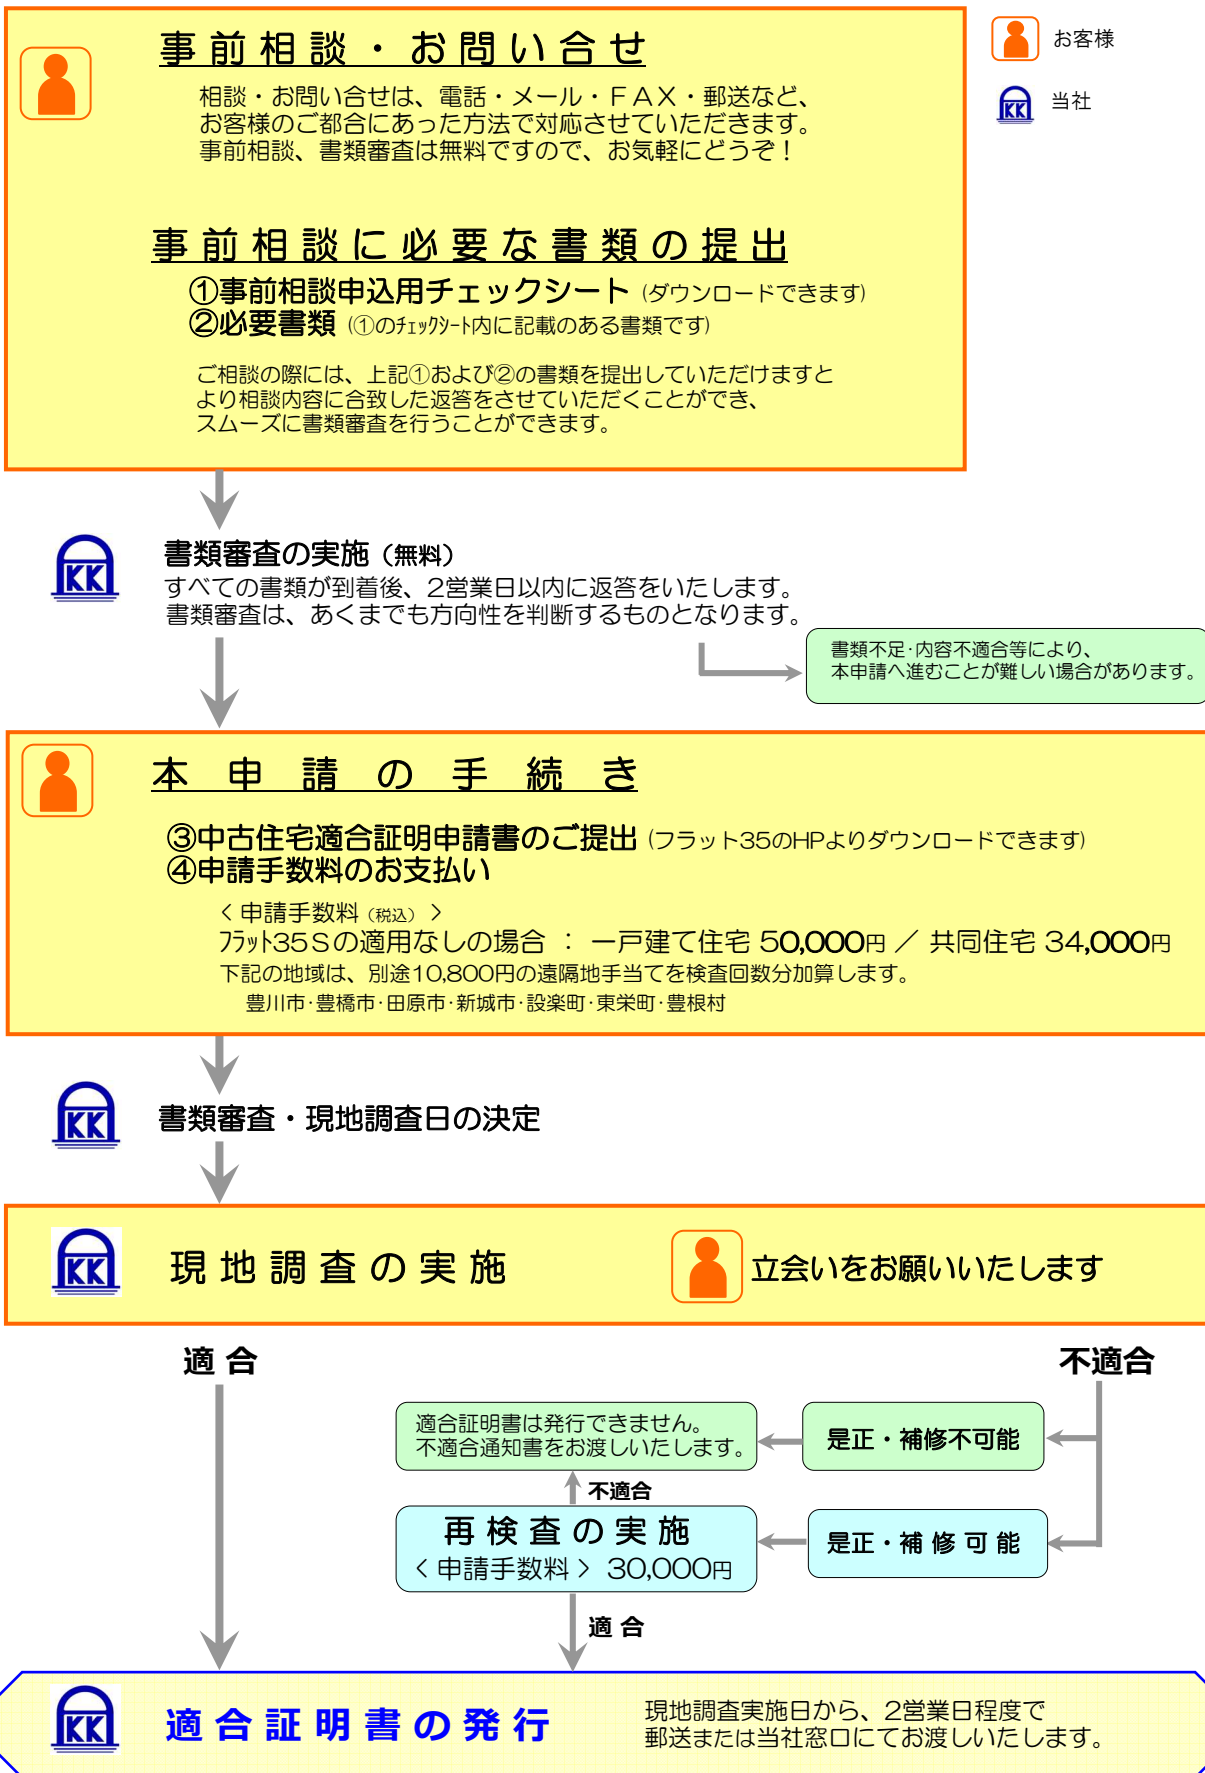 事前相談・お問い合せ
お客様
当社
相談・お問い合せは、電話・メール・FAX・郵送など、
お客様のご都合にあった方法で対応させていただきます。
事前相談、書類審査は無料ですので、お気軽にどうぞ！
事前相談に必要な書類の提出
①事前相談申込用チェックシート（ダウンロードできます）
②必要書類（①のﾁｪｯｸｼｰﾄ内に記載のある書類です）
ご相談の際には、上記①および②の書類を提出していただけますと
より相談内容に合致した返答をさせていただくことができ、
スムーズに書類審査を行うことができます。
KK 書類審査の実施（無料）
すべての書類が到着後、2営業日以内に返答をいたします。
書類審査は、あくまでも方向性を判断するものとなります。
書類不足・内容不適合等により、
本申請へ進むことが難しい場合があります。
本申請の手続き
③中古住宅適合証明申請書のご提出（フラット35のHPよりダウンロードできます）
④申請手数料のお支払い
＜申請手数料（税込）＞
ﾌﾗｯﾄ35Sの適用なしの場合 ： 一戸建て住宅 50,000円 ／ 共同住宅 34,000円
下記の地域は、別途10,800円の遠隔地手当てを検査回数分加算します。
豊川市・豊橋市・田原市・新城市・設楽町・東栄町・豊根村
KK 書類審査・現地調査日の決定
KK 現地調査の実施 立会いをお願いいたします
適合 不適合
適合証明書は発行できません。
不適合通知書をお渡しいたします。
是正・補修不可能
不適合
再検査の実施
＜申請手数料＞ 30,000円
是正・補修可能
適合
KK 適合証明書の発行
現地調査実施日から、2営業日程度で
郵送または当社窓口にてお渡しいたします。